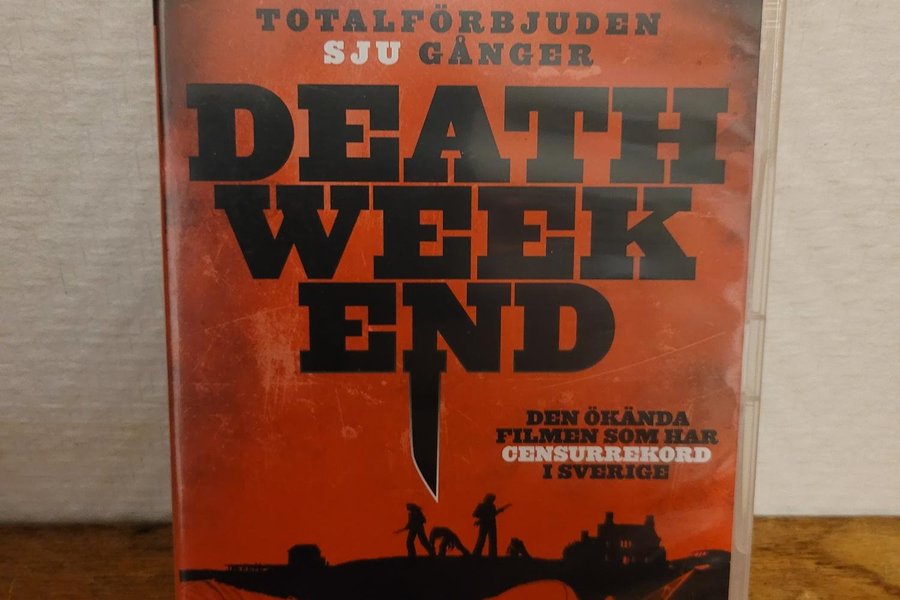 TOTALFÖRBJUDEN
SJU GÅNGER
DEATH
WEEK
END
DEN ÖKÄNDA
FILMEN SOM HAR
CENSURREKORD
I SVERIGE